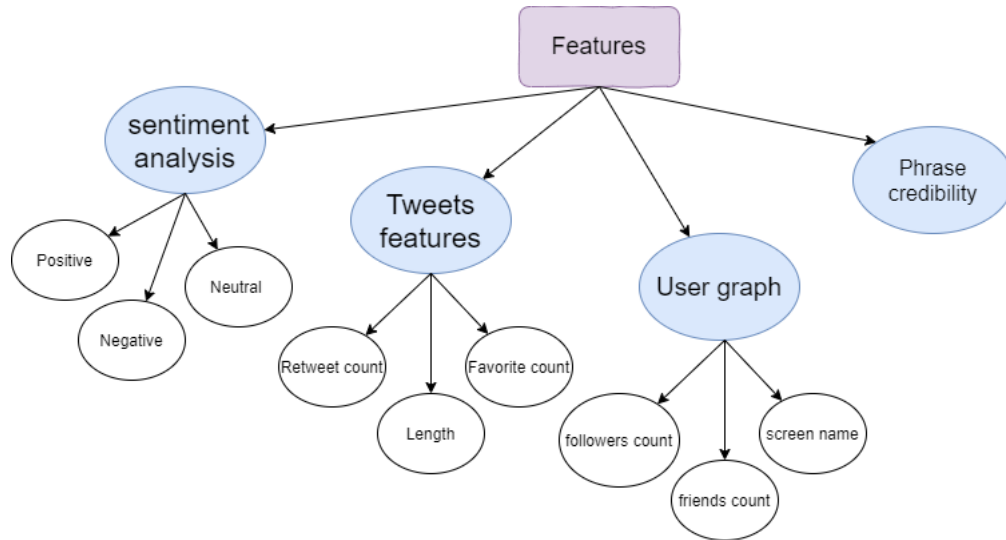 Features
sentiment
analysis
Positive
Negative
Neutral
Tweets
features
Retweet count
Length
Favorite count
User graph
followers count
friends count
screen name
Phrase
credibility